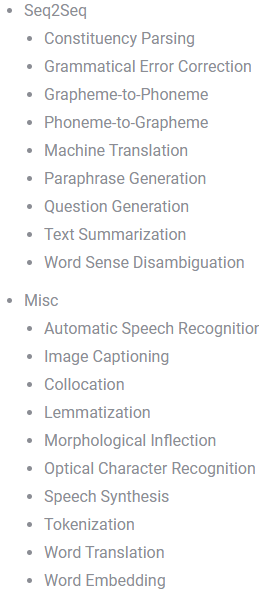 Seq2Seq
Constituency Parsing
Grammatical Error Correction
Grapheme-to-Phoneme
Phoneme-to-Grapheme
Machine Translation
Paraphrase Generation
Question Generation
Text Summarization
Word Sense Disambiguation
Misc
Automatic Speech Recognition
Image Captioning
Collocation
Lemmatization
Morphological Inflection
Optical Character Recognition
Speech Synthesis
Tokenization
Word Translation
Word Embedding